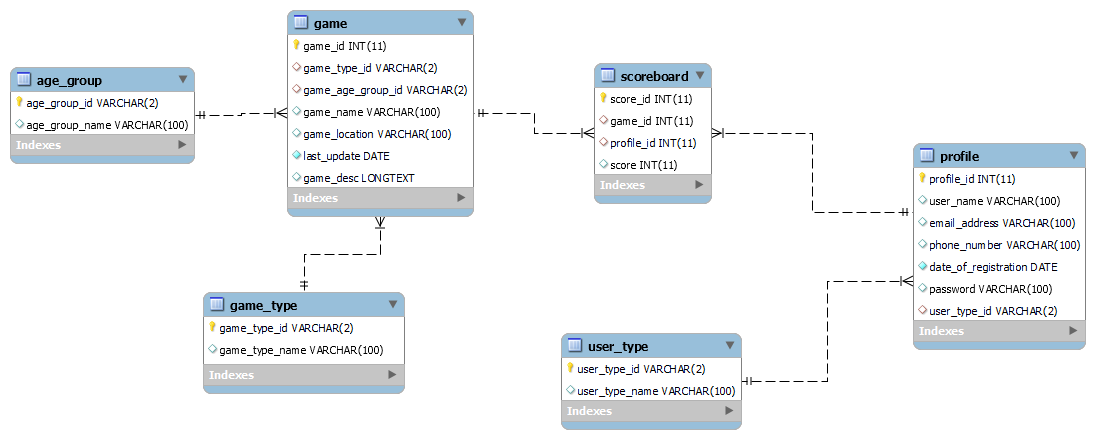 age_group
age_group_id VARCHAR(2)
age_group_name VARCHAR(100)
Indexes
game
game_id INT(11)
game_type_id VARCHAR(2)
game_age_group_id VARCHAR(2)
game_name VARCHAR(100)
game_location VARCHAR(100)
last_update DATE
game_desc LONGTEXT
Indexes
scoreboard
score_id INT(11)
game_id INT(11)
profile_id INT(11)
score INT(11)
Indexes
profile
profile_id INT(11)
user_name VARCHAR(100)
email_address VARCHAR(100)
phone_number VARCHAR(100)
date_of_registration DATE
password VARCHAR(100)
user_type_id VARCHAR(2)
Indexes
game_type
game_type_id VARCHAR(2)
game_type_name VARCHAR(100)
Indexes
user_type
user_type_id VARCHAR(2)
user_type_name VARCHAR(100)
Indexes